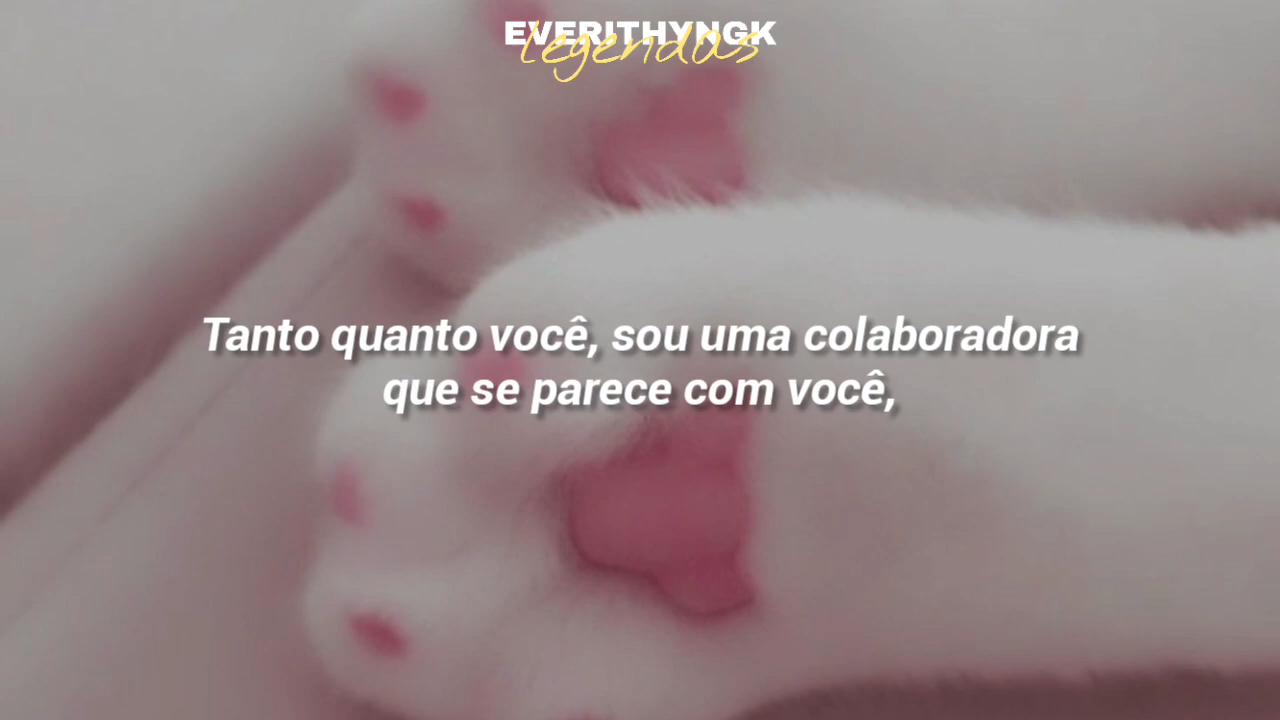 EVERITHYNGK
legendas
Tanto quanto você, sou uma colaboradora
que se parece com você,